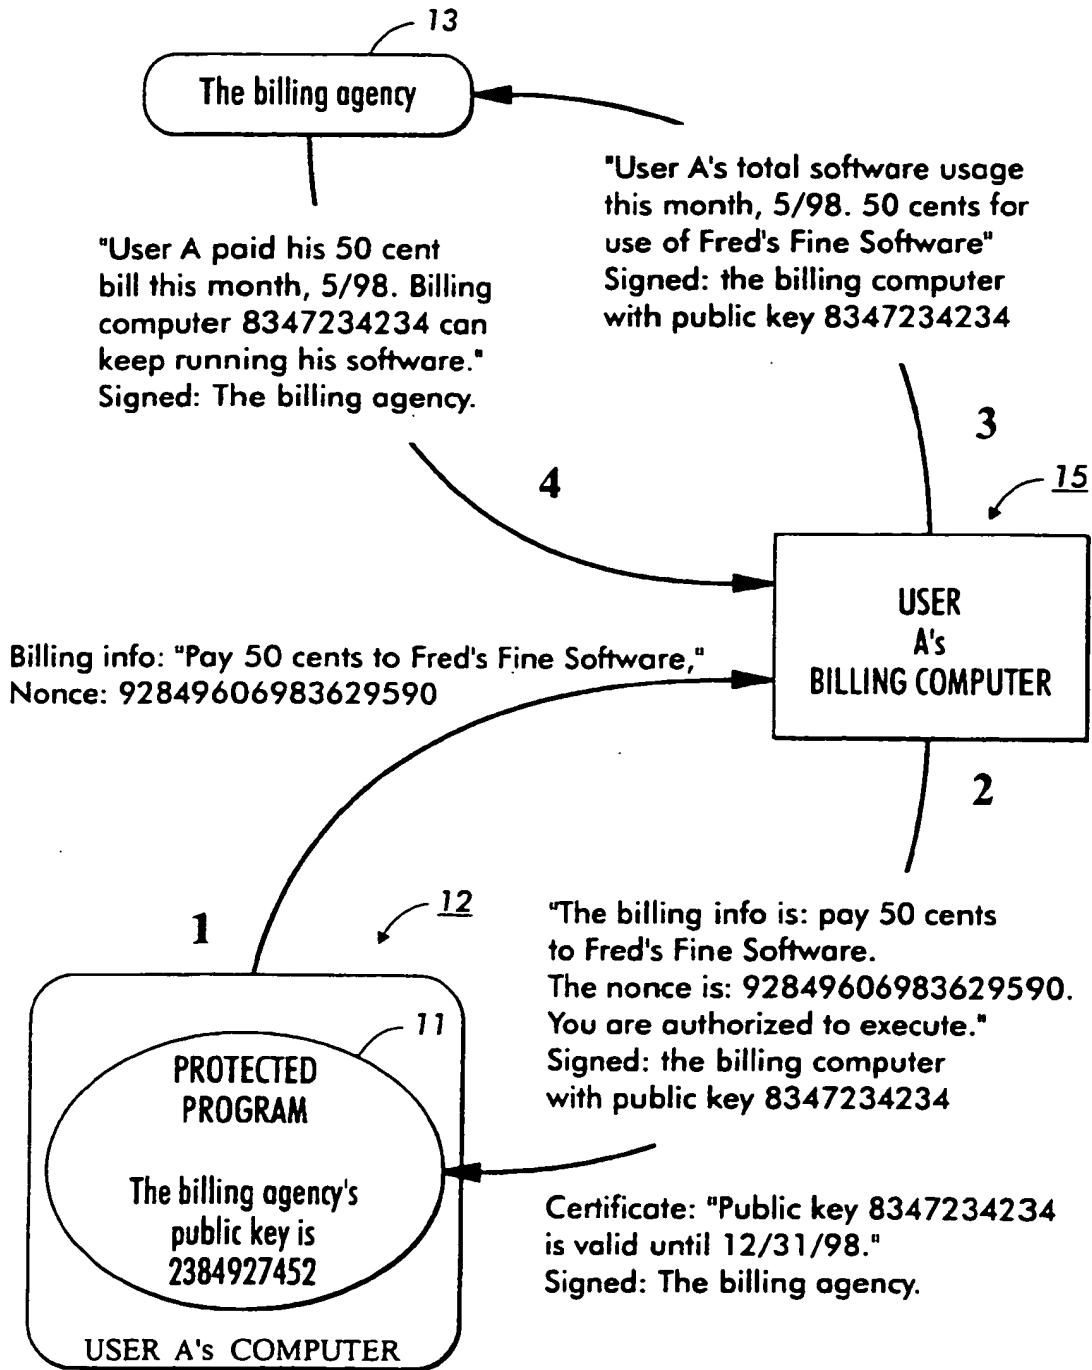 13
The billing agency
"User A's total software usage
this month, 5/98. 50 cents for
use of Fred's Fine Software"
Signed: the billing computer
with public key 8347234234
"User A paid his 50 cent
bill this month, 5/98. Billing
computer 8347234234 can
keep running his software."
Signed: The billing agency.
3
4
15
USER
A's
BILLING COMPUTER
Billing info: "Pay 50 cents to Fred's Fine Software,"
Nonce: 92849606983629590
2
1
12
"The billing info is: pay 50 cents
to Fred's Fine Software.
The nonce is: 92849606983629590.
You are authorized to execute."
Signed: the billing computer
with public key 8347234234
11
PROTECTED
PROGRAM
The billing agency's
public key is
2384927452
Certificate: "Public key 8347234234
is valid until 12/31/98."
Signed: The billing agency.
USER A's COMPUTER